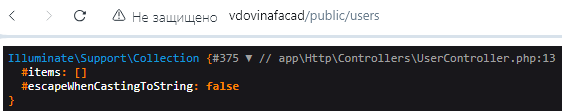 Не защищено vdovinafacad/public/users
Illuminate\Support\Collection {#375 ▼ // app\Http\Controllers\UserController.php:13
#items: []
#escapeWhenCastingToString: false
}